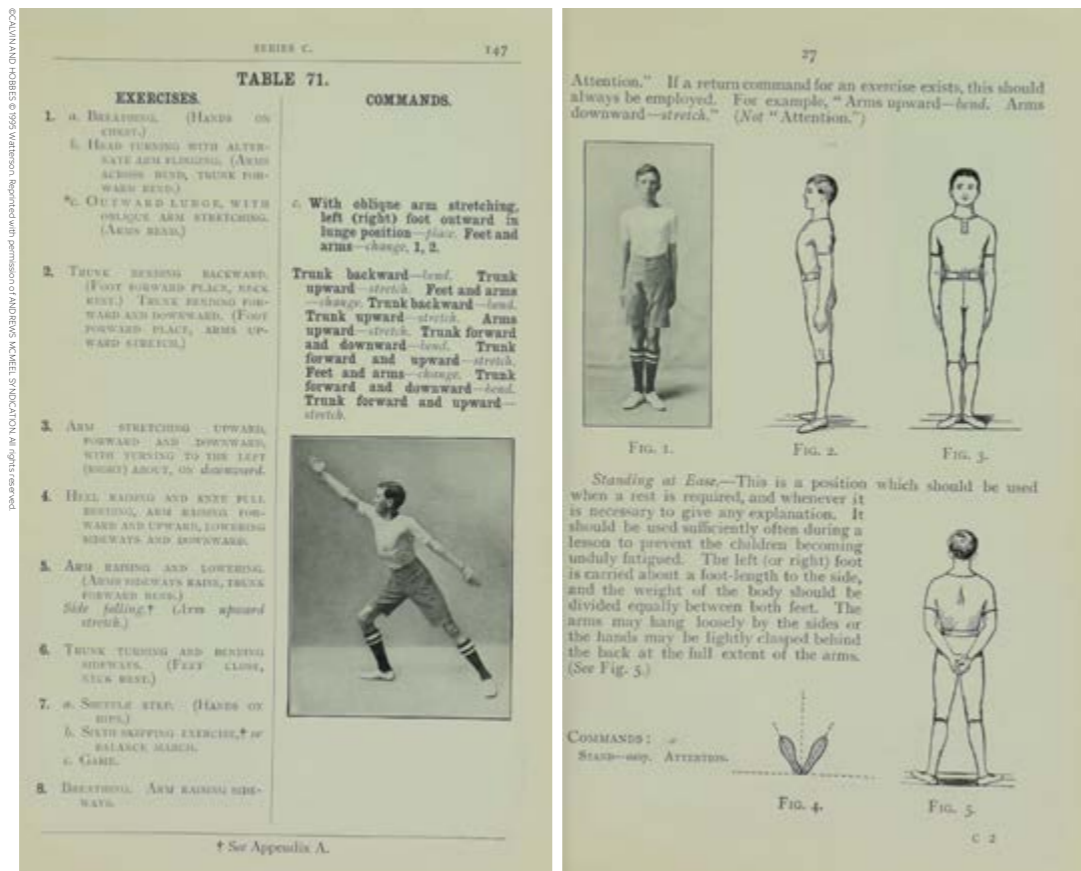 ©CALVIN AND HOBBES © 1995 Watterson. Reprinted with permission of ANDREWS MCMEEL SYNDICATION. All rights reserved.
SERIES C.
147
TABLE 71.
EXERCISES.
1. a. BREATHING. (HANDS ON
CHEST.)
b. HEAD TURNING WITH ALTER-
NATE ARM FLINGING. (ARMS
ACROSS BEND, TRUNK FOR-
WARD BEND.)
*c. OUTWARD LUNGE, WITH
OBLIQUE ARM STRETCHING.
(ARMS BEND.)
2. TRUNK BENDING BACKWARD.
(FOOT FORWARD PLACE, NECK
REST.) TRUNK BENDING FOR-
WARD AND DOWNWARD. (FOOT
FORWARD PLACE, ARMS UP-
WARD STRETCH.)
3. ARM STRETCHING UPWARD,
FORWARD AND DOWNWARD,
WITH TURNING TO THE LEFT
(RIGHT) ABOUT, ON downward.
4. HEEL RAISING AND KNEE FULL
BENDING, ARM RAISING FOR-
WARD AND UPWARD, LOWERING
SIDEWAYS AND DOWNWARD.
5. ARM RAISING AND LOWERING.
(ARMS SIDEWAYS RAISE, TRUNK
FORWARD BEND.)
Side falling.† (Arm upward
stretch.)
6. TRUNK TURNING AND BENDING
SIDEWAYS. (FEET CLOSE,
NECK REST.)
7. a. SHUTTLE STEP. (HANDS ON
HIPS.)
b. SIXTH SKIPPING EXERCISE,† or
BALANCE MARCH.
c. GAME.
8. BREATHING. ARM RAISING SIDE-
WAYS.
COMMANDS.
c. With oblique arm stretching,
left (right) foot outward in
lunge position—place. Feet and
arms—change, 1, 2.
Trunk backward—bend. Trunk
upward—stretch. Feet and arms
—change. Trunk backward—bend.
Trunk upward—stretch. Arms
upward—stretch. Trunk forward
and downward—bend. Trunk
forward and upward—stretch.
Feet and arms—change. Trunk
forward and downward—bend.
Trunk forward and upward—
stretch.
† See Appendix A.
27
Attention." If a return command for an exercise exists, this should
always be employed. For example, "Arms upward—bend. Arms
downward—stretch." (Not "Attention.")
FIG. 1.
FIG. 2.
FIG. 3.
Standing at Ease.—This is a position which should be used
when a rest is required, and whenever it
is necessary to give any explanation. It
should be used sufficiently often during a
lesson to prevent the children becoming
unduly fatigued. The left (or right) foot
is carried about a foot-length to the side,
and the weight of the body should be
divided equally between both feet. The
arms may hang loosely by the sides or
the hands may be lightly clasped behind
the back at the full extent of the arms.
(See Fig. 5.)
COMMANDS:
STAND—easy. ATTENTION.
FIG. 4.
FIG. 5.
C 2